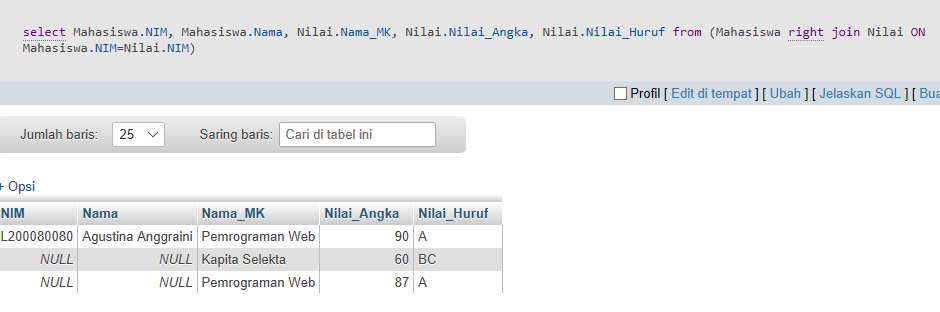 select Mahasiswa.NIM, Mahasiswa.Nama, Nilai.Nama_MK, Nilai.Nilai_Angka, Nilai.Nilai_Huruf from (Mahasiswa right join Nilai ON
Mahasiswa.NIM=Nilai.NIM)
Profil [ Edit di tempat ] [ Ubah ] [ Jelaskan SQL ] [ Bua
Jumlah baris: 25 Saring baris: Cari di tabel ini
+ Opsi
NIM Nama Nama_MK Nilai_Angka Nilai_Huruf
L200080080 Agustina Anggraini Pemrograman Web 90 A
NULL NULL Kapita Selekta 60 BC
NULL NULL Pemrograman Web 87 A